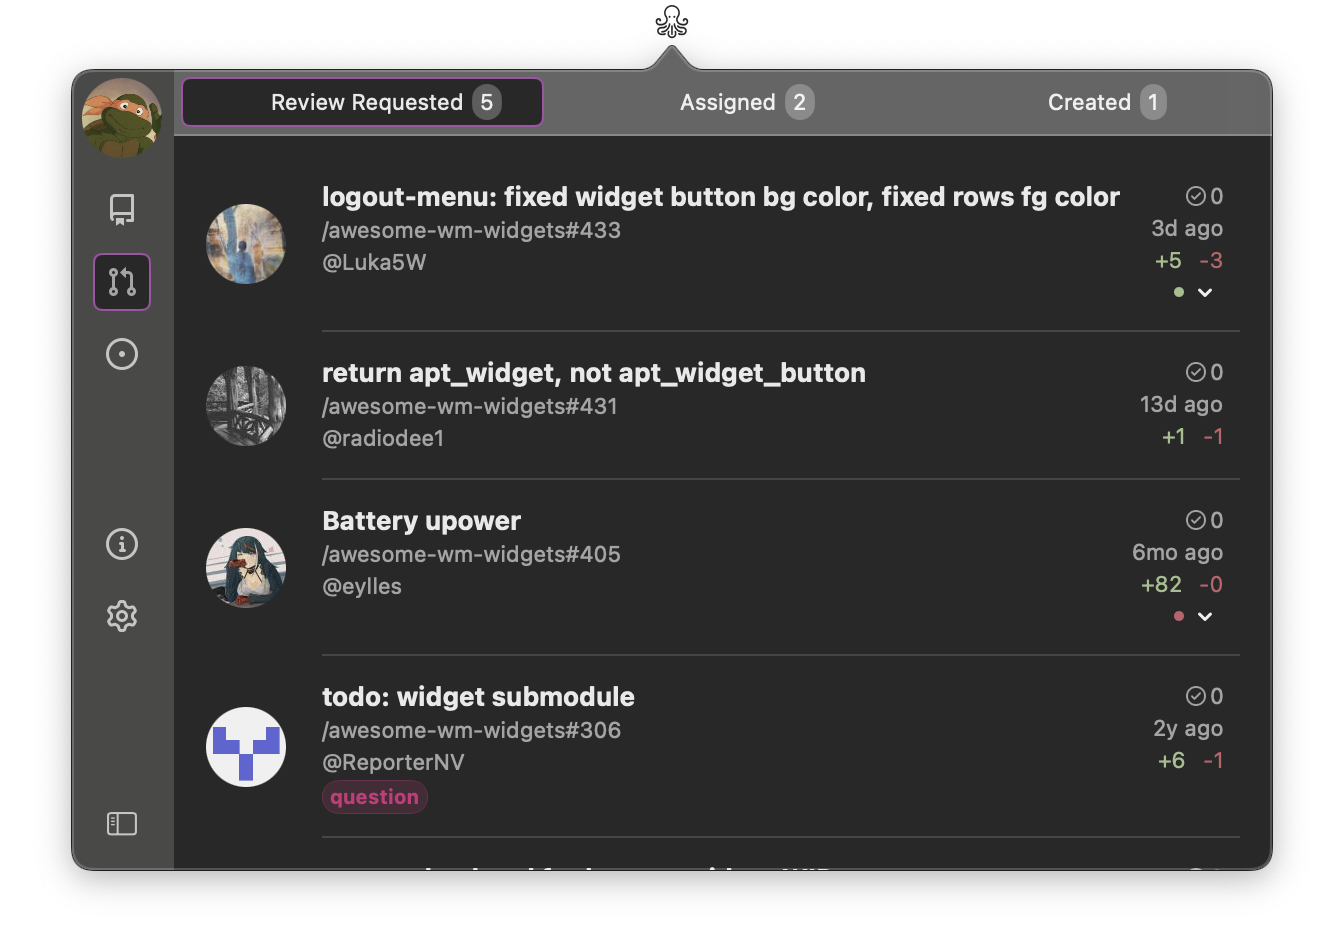 Review Requested 5
Assigned 2
Created 1
logout-menu: fixed widget button bg color, fixed rows fg color
0
/awesome-wm-widgets#433
3d ago
@Luka5W
+5 -3
return apt_widget, not apt_widget_button
0
/awesome-wm-widgets#431
13d ago
@radiodee1
+1 -1
Battery upower
0
/awesome-wm-widgets#405
6mo ago
@eylles
+82 -0
todo: widget submodule
0
/awesome-wm-widgets#306
2y ago
@ReporterNV
+6 -1
question